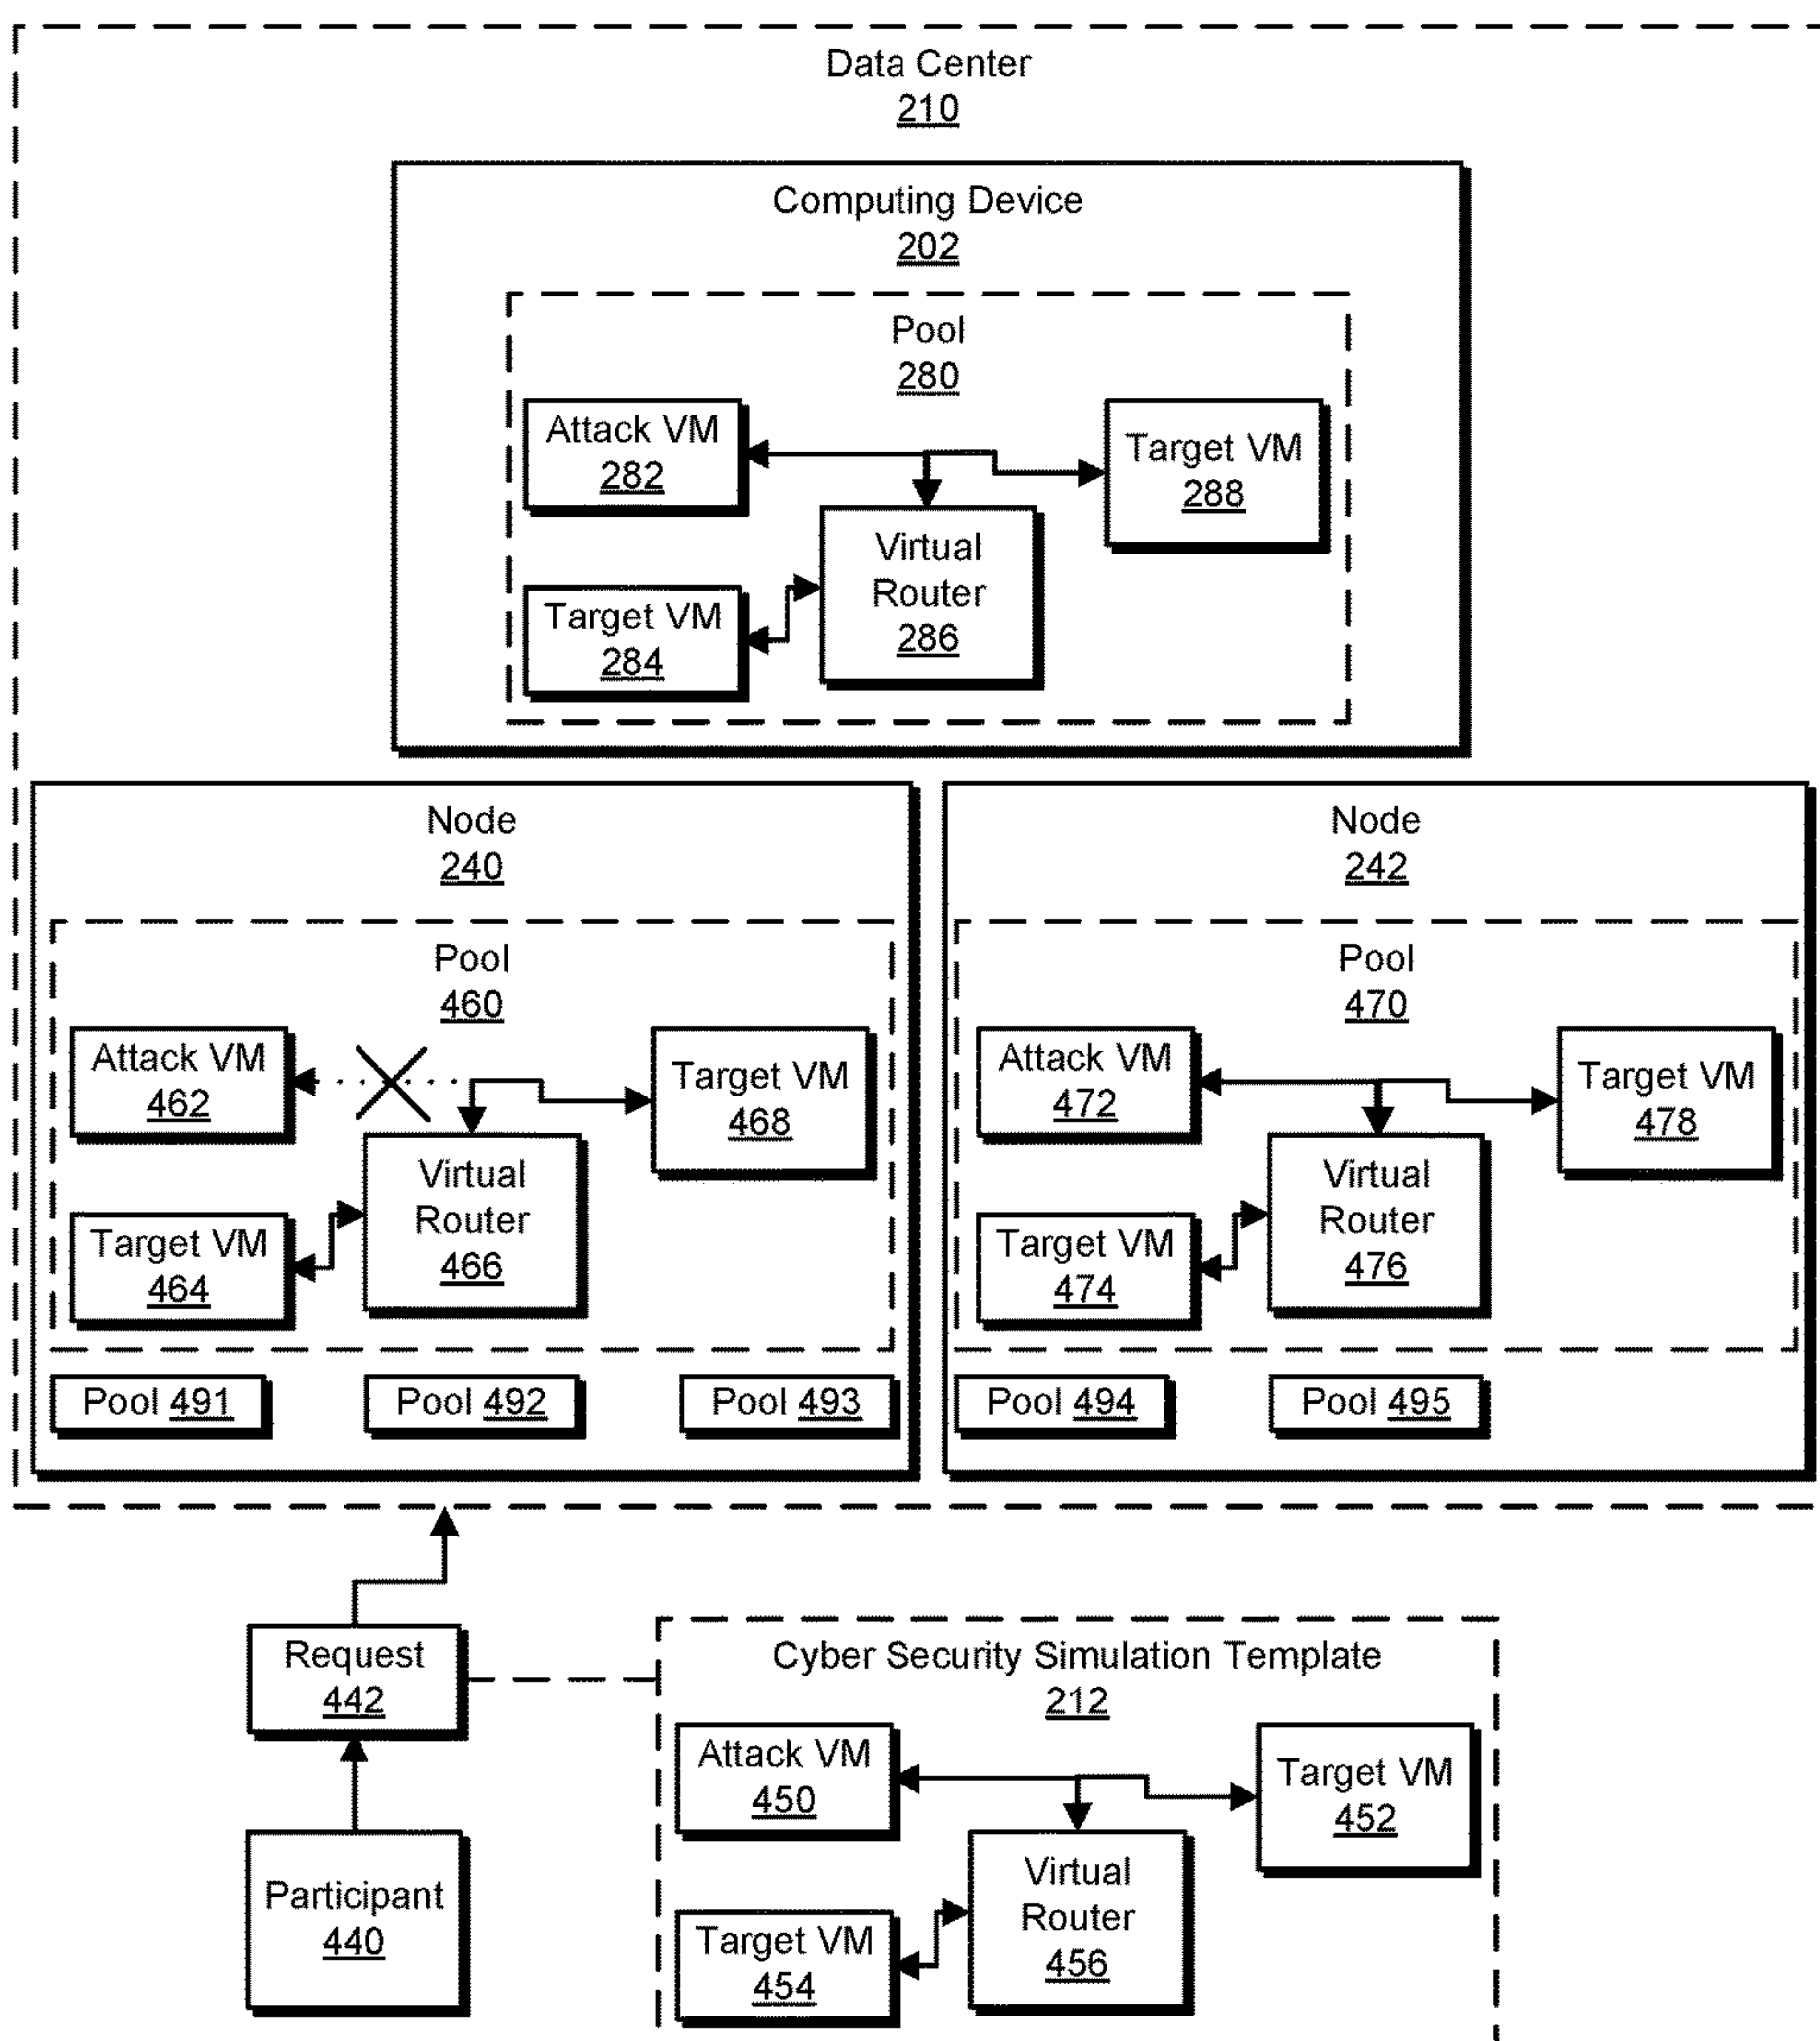 Data Center
210
Computing Device
202
Pool
280
Attack VM
282
Target VM
288
Virtual
Router
286
Target VM
284
Node
240
Pool
460
Attack VM
462
Target VM
468
Virtual
Router
466
Target VM
464
Pool 491
Pool 492
Pool 493
Node
242
Pool
470
Attack VM
472
Target VM
478
Virtual
Router
476
Target VM
474
Pool 494
Pool 495
Request
442
Participant
440
Cyber Security Simulation Template
212
Attack VM
450
Target VM
452
Virtual
Router
456
Target VM
454